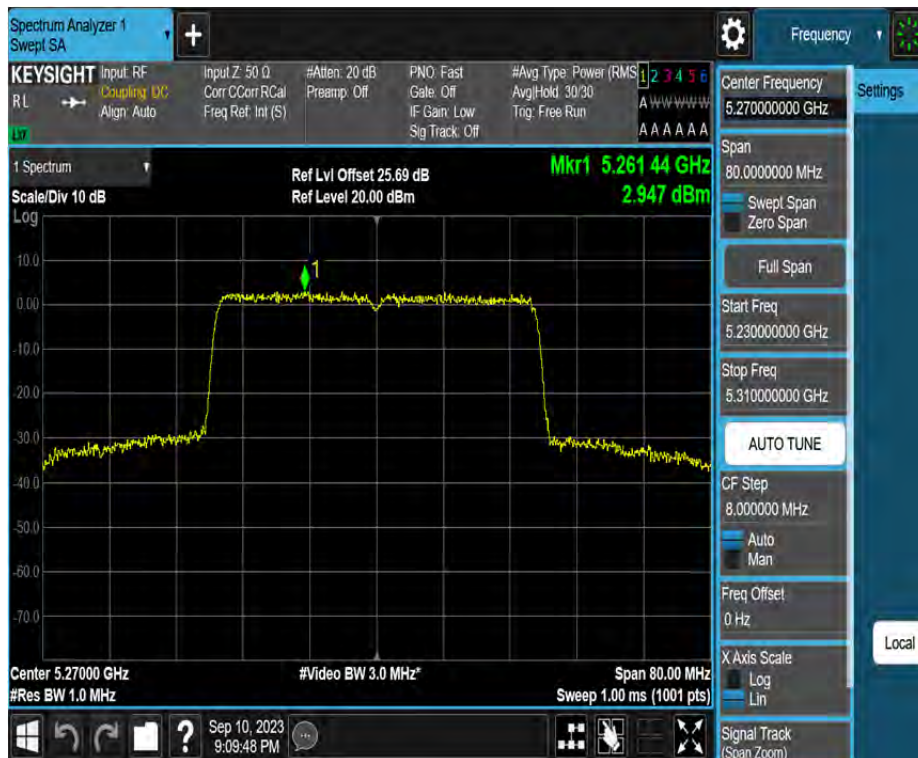 Spectrum Analyzer 1
Swept SA
+
Frequency
KEYSIGHT
RL
LXI
Input: RF
Coupling: DC
Align: Auto
Input Z: 50 Ω
Corr CCorr RCal
Freq Ref: Int (S)
#Atten: 20 dB
Preamp: Off
PNO: Fast
Gate: Off
IF Gain: Low
Sig Track: Off
#Avg Type: Power (RMS
Avg|Hold: 30/30
Trig: Free Run
1 2 3 4 5 6
A W W W W W
A A A A A A
1 Spectrum
Scale/Div 10 dB
Log
Ref Lvl Offset 25.69 dB
Ref Level 20.00 dBm
Mkr1 5.261 44 GHz
2.947 dBm
1
10.0
0.00
-10.0
-20.0
-30.0
-40.0
-50.0
-60.0
-70.0
Center 5.27000 GHz
#Res BW 1.0 MHz
#Video BW 3.0 MHz*
Span 80.00 MHz
Sweep 1.00 ms (1001 pts)
Center Frequency
5.270000000 GHz
Settings
Span
80.0000000 MHz
Swept Span
Zero Span
Full Span
Start Freq
5.230000000 GHz
Stop Freq
5.310000000 GHz
AUTO TUNE
CF Step
8.000000 MHz
Auto
Man
Freq Offset
0 Hz
X Axis Scale
Log
Lin
Local
Signal Track
(Span Zoom)
?
Sep 10, 2023
9:09:48 PM